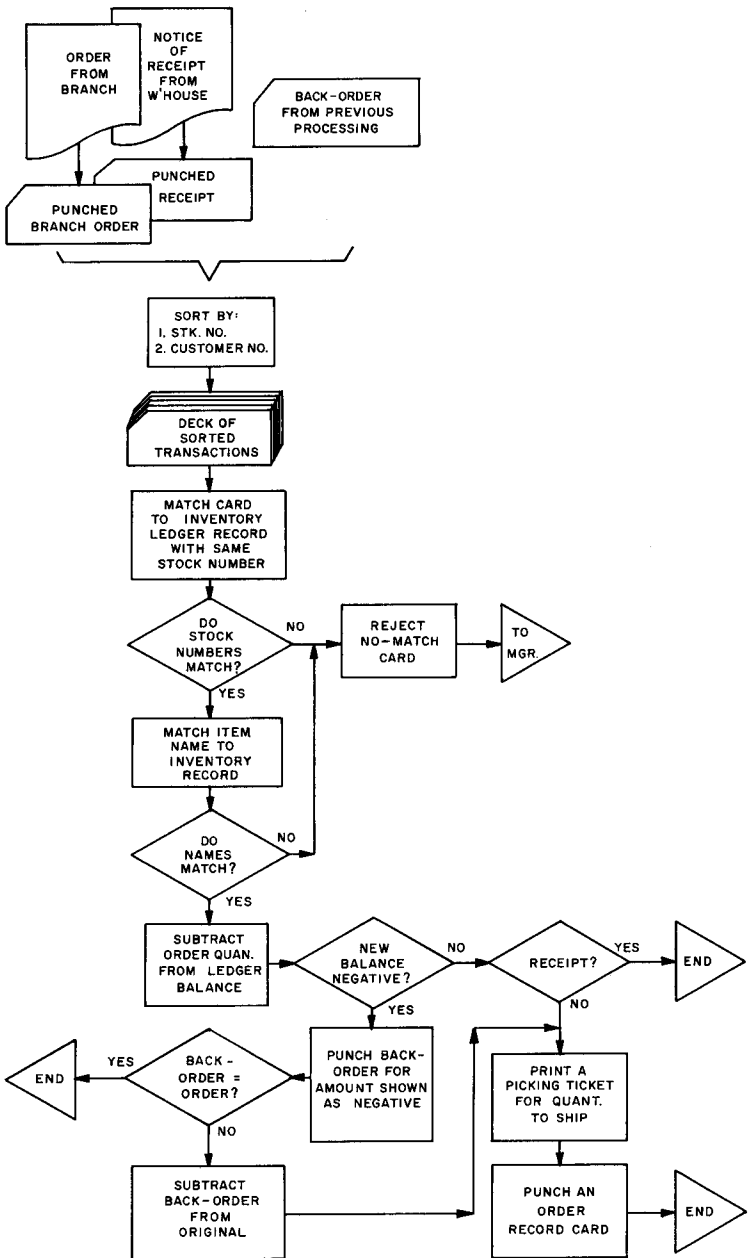 ORDER
FROM
BRANCH
NOTICE
OF
RECEIPT
FROM
W'HOUSE
BACK-ORDER
FROM PREVIOUS
PROCESSING
PUNCHED
RECEIPT
PUNCHED
BRANCH ORDER
SORT BY:
1. STK. NO.
2. CUSTOMER NO.
DECK OF
SORTED
TRANSACTIONS
MATCH CARD
TO INVENTORY
LEDGER RECORD
WITH SAME
STOCK NUMBER
DO
STOCK
NUMBERS
MATCH?
NO
REJECT
NO-MATCH
CARD
TO
MGR.
YES
MATCH ITEM
NAME TO
INVENTORY
RECORD
DO
NAMES
MATCH?
NO
YES
SUBTRACT
ORDER QUAN.
FROM LEDGER
BALANCE
NEW
BALANCE
NEGATIVE?
NO
RECEIPT?
YES
END
YES
NO
PUNCH BACK-
ORDER FOR
AMOUNT SHOWN
AS NEGATIVE
BACK-
ORDER =
ORDER?
YES
END
NO
PRINT A
PICKING TICKET
FOR QUANT.
TO SHIP
SUBTRACT
BACK-ORDER
FROM
ORIGINAL
PUNCH AN
ORDER
RECORD CARD
END